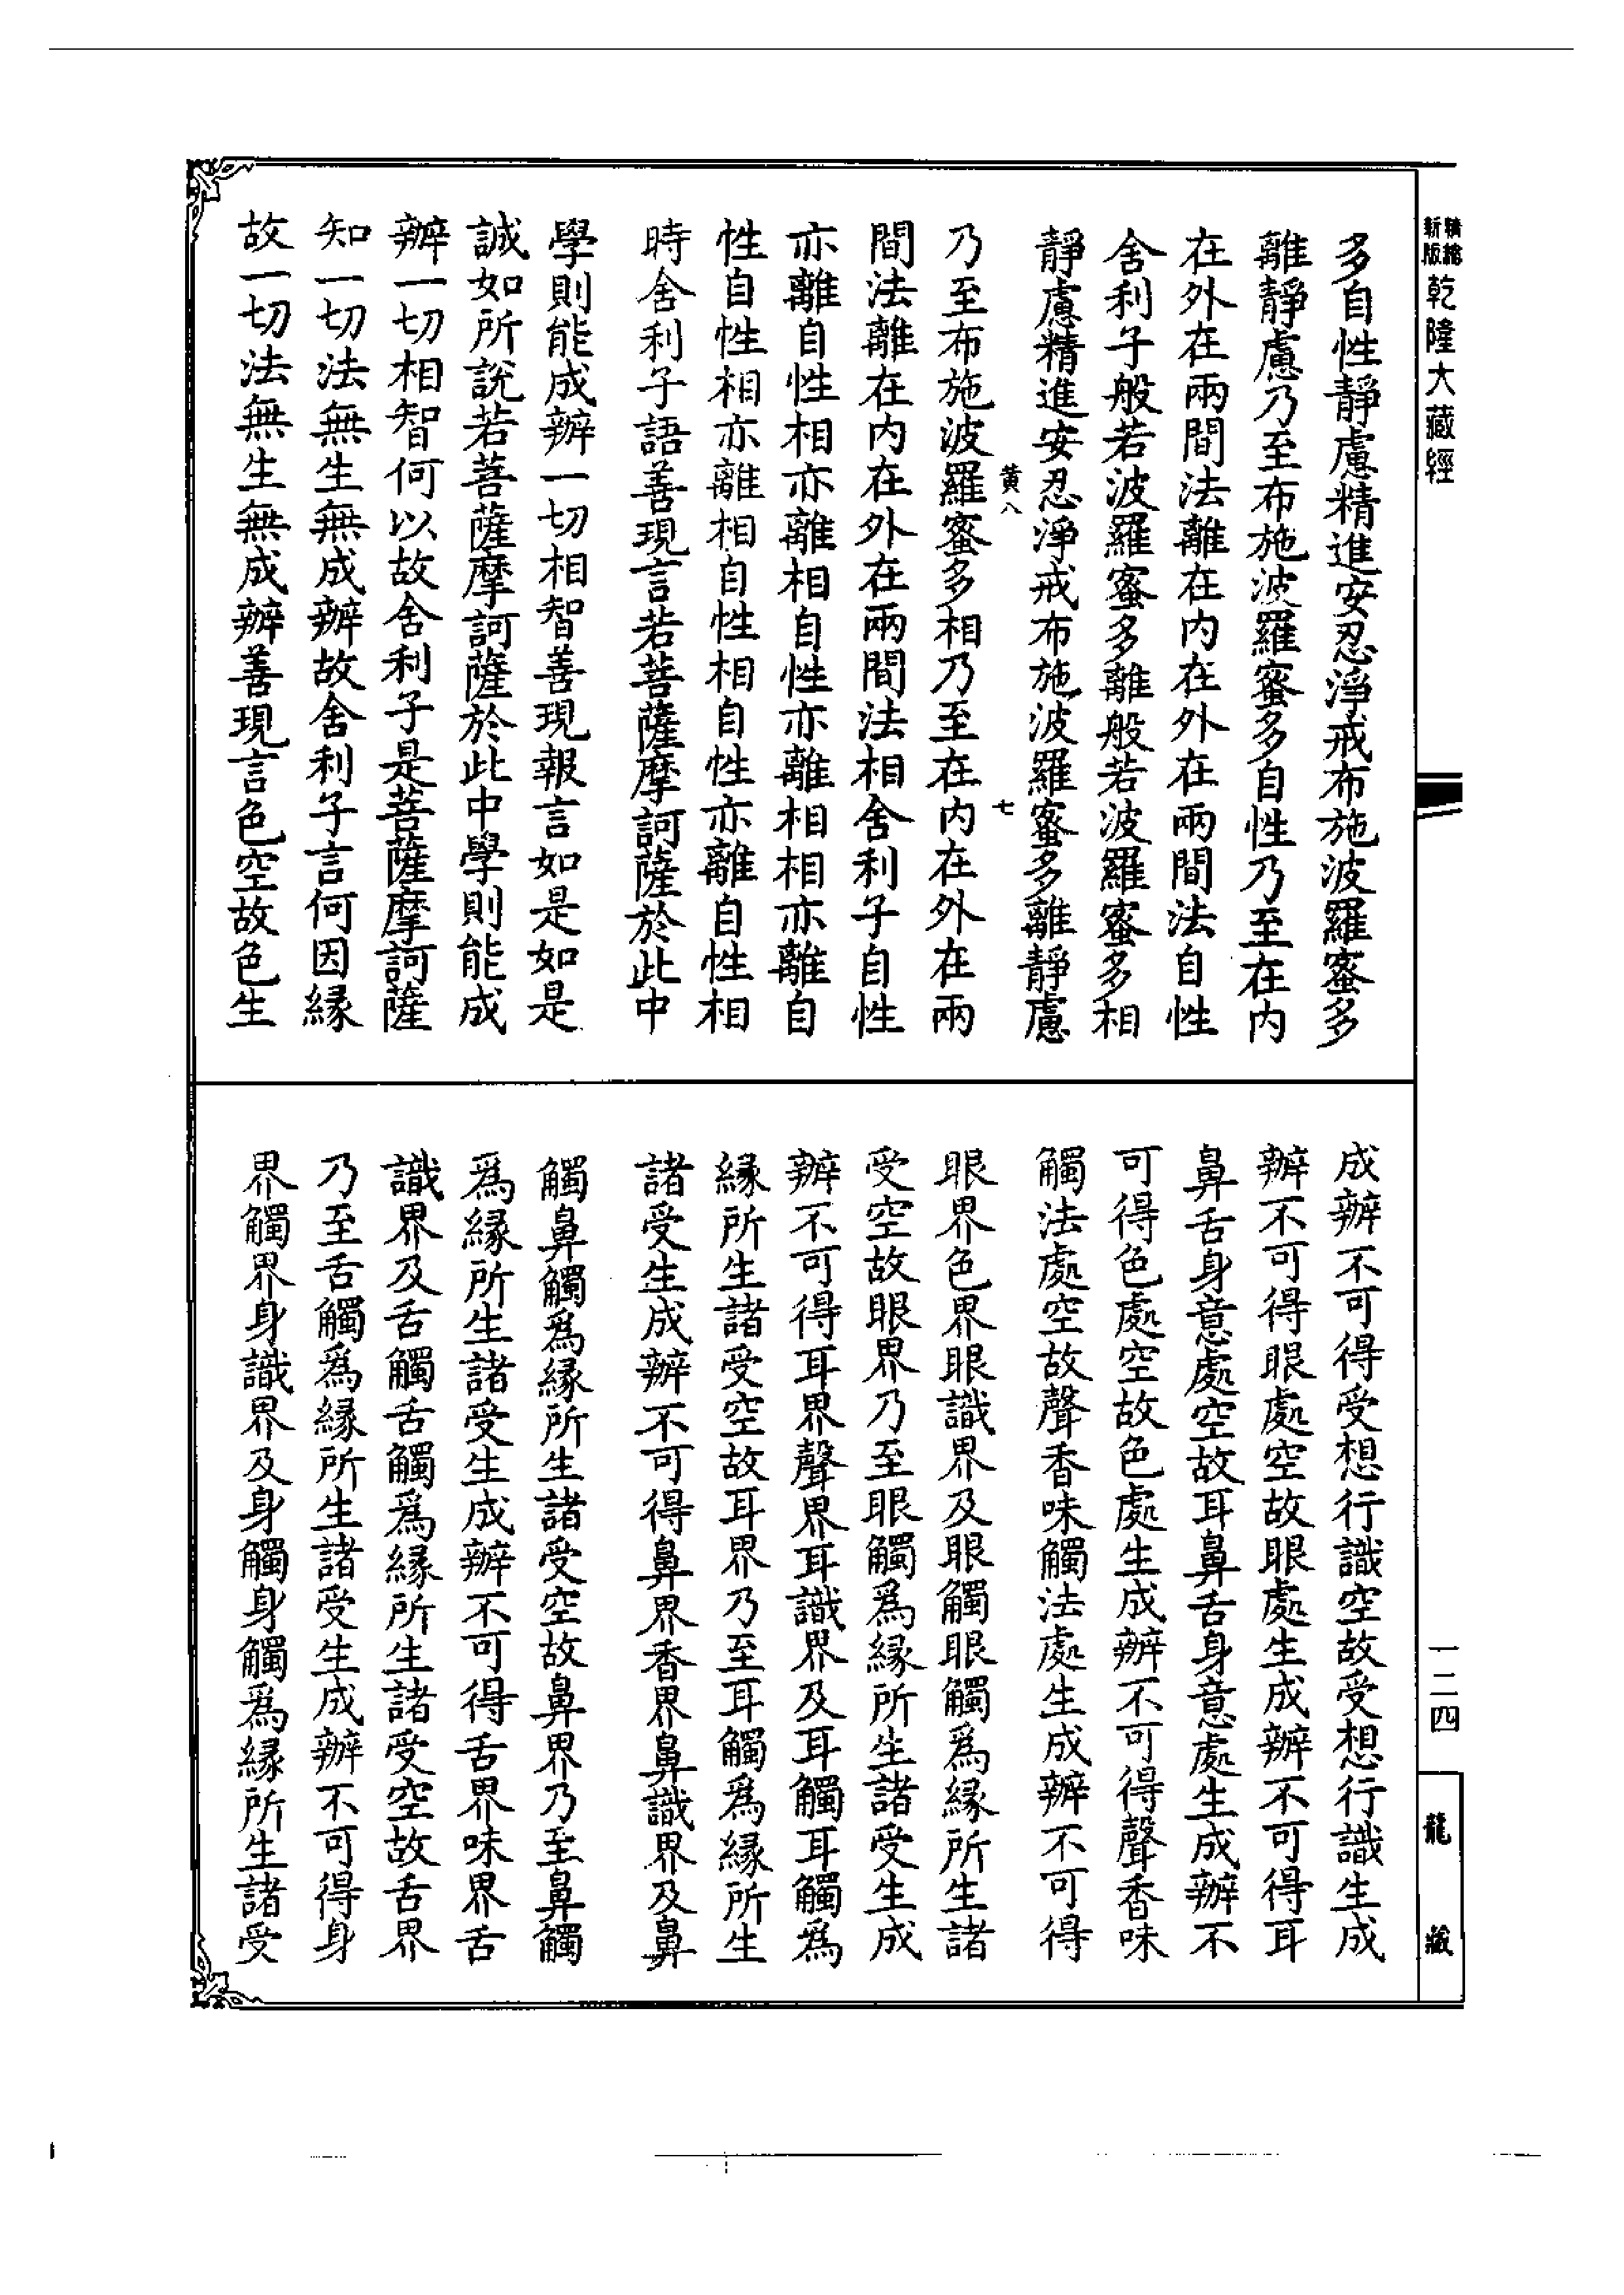 精縮新版乾隆大藏經
多自性靜慮精進安忍淨戒布施波羅蜜多
離靜慮乃至布施波羅蜜多自性乃至在內
在外在兩間法離在內在外在兩間法自性
舍利子般若波羅蜜多離般若波羅蜜多相
靜慮精進安忍淨戒布施波羅蜜多離靜慮
黃八 七
乃至布施波羅蜜多相乃至在內在外在兩
間法離在內在外在兩間法相舍利子自性
亦離自性相亦離相自性亦離相相亦離自
性自性相亦離相自性相自性亦離自性相
時舍利子語善現言若菩薩摩訶薩於此中
學則能成辦一切相智善現報言如是如是
誠如所說若菩薩摩訶薩於此中學則能成
辦一切相智何以故舍利子是菩薩摩訶薩
知一切法無生無成辦故舍利子言何因緣
故一切法無生無成辦善現言色空故色生
成辦不可得受想行識空故受想行識生成
辦不可得眼處空故眼處生成辦不可得耳
鼻舌身意處空故耳鼻舌身意處生成辦不
可得色處空故色處生成辦不可得聲香味
觸法處空故聲香味觸法處生成辦不可得
眼界色界眼識界及眼觸眼觸為緣所生諸
受空故眼界乃至眼觸為緣所生諸受生成
辦不可得耳界聲界耳識界及耳觸耳觸為
緣所生諸受空故耳界乃至耳觸為緣所生
諸受生成辦不可得鼻界香界鼻識界及鼻
觸鼻觸為緣所生諸受空故鼻界乃至鼻觸
為緣所生諸受生成辦不可得舌界味界舌
識界及舌觸舌觸為緣所生諸受空故舌界
乃至舌觸為緣所生諸受生成辦不可得身
界觸界身識界及身觸身觸為緣所生諸受
一二四
龍藏